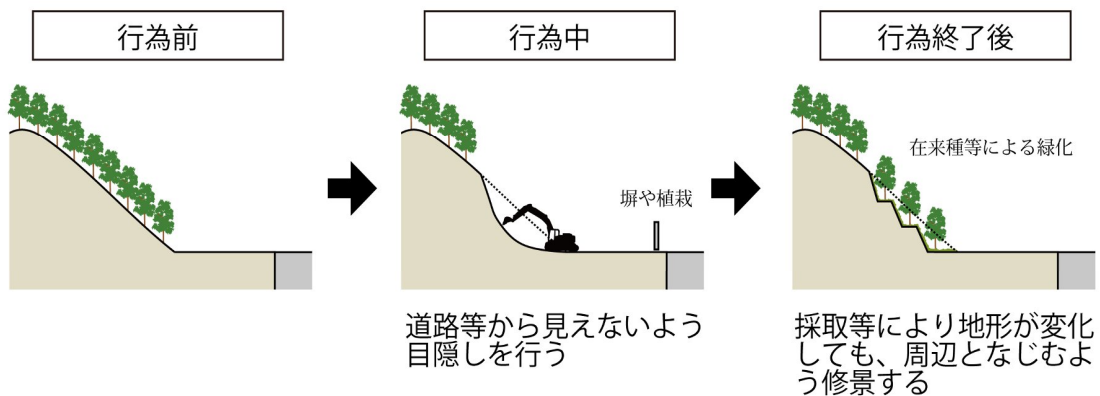 行為前
行為中
行為終了後
在来種等による緑化
塀や植栽
道路等から見えないよう
目隠しを行う
採取等により地形が変化
しても、周辺となじむよ
う修景する